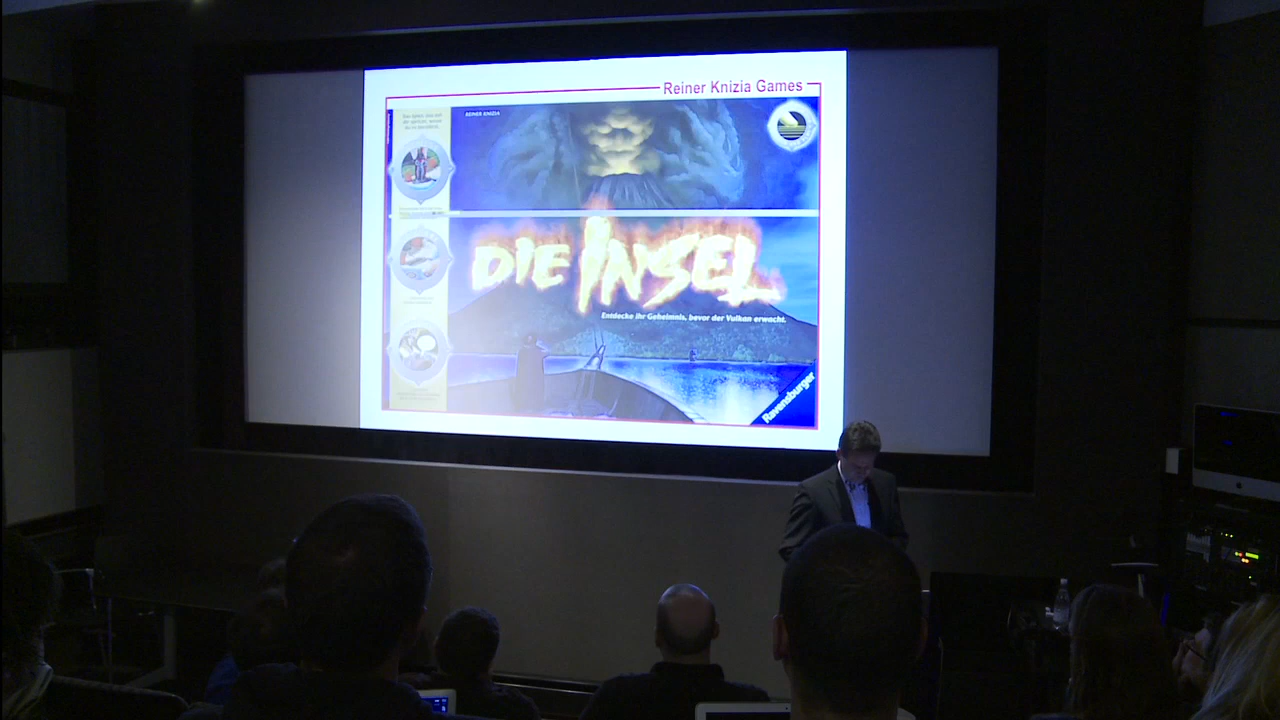 Reiner Knizia Games
REINER KNIZIA
DIE INSEL
Entdecke ihr Geheimnis, bevor der Vulkan erwacht.
Ravensburger